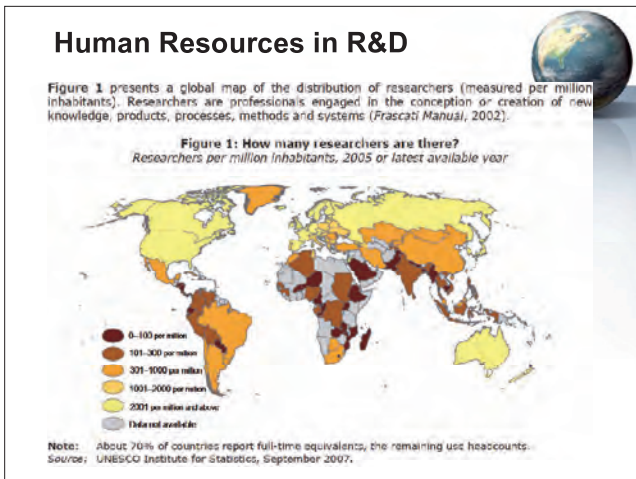 Human Resources in R&D
Figure 1 presents a global map of the distribution of researchers (measured per million
inhabitants). Researchers are professionals engaged in the conception or creation of new
knowledge, products, processes, methods and systems (Frascati Manual, 2002).
Figure 1: How many researchers are there?
Researchers per million inhabitants, 2005 or latest available year
0–100 per million
101–300 per million
301–1000 per million
1001–2000 per million
2001 per million and above
Data not available
Note: About 70% of countries report full-time equivalents, the remaining use headcounts.
Source: UNESCO Institute for Statistics, September 2007.